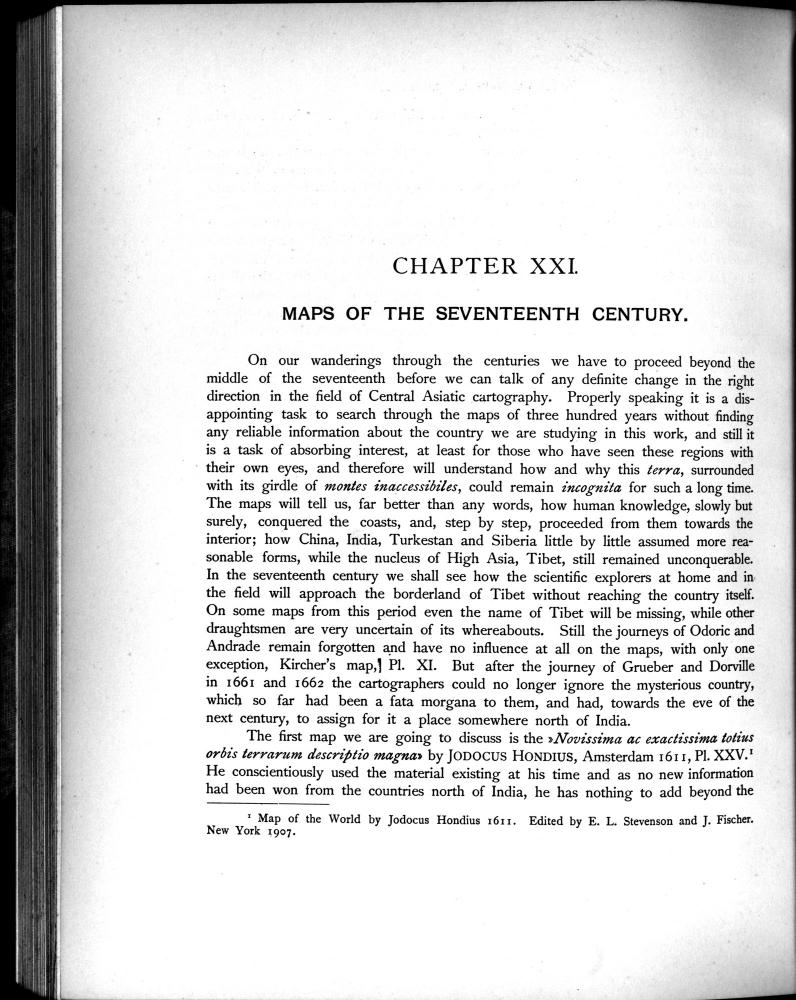 CHAPTER XXI.
MAPS OF THE SEVENTEENTH CENTURY.
On our wanderings through the centuries we have to proceed beyond the
middle of the seventeenth before we can talk of any definite change in the right
direction in the field of Central Asiatic cartography. Properly speaking it is a dis-
appointing task to search through the maps of three hundred years without finding
any reliable information about the country we are studying in this work, and still it
is a task of absorbing interest, at least for those who have seen these regions with
their own eyes, and therefore will understand how and why this terra, surrounded
with its girdle of montes inaccessibiles, could remain incognita for such a long time.
The maps will tell us, far better than any words, how human knowledge, slowly but
surely, conquered the coasts, and, step by step, proceeded from them towards the
interior; how China, India, Turkestan and Siberia little by little assumed more rea-
sonable forms, while the nucleus of High Asia, Tibet, still remained unconquerable.
In the seventeenth century we shall see how the scientific explorers at home and in
the field will approach the borderland of Tibet without reaching the country itself.
On some maps from this period even the name of Tibet will be missing, while other
draughtsmen are very uncertain of its whereabouts. Still the journeys of Odoric and
Andrade remain forgotten and have no influence at all on the maps, with only one
exception, Kircher's map, Pl. XI. But after the journey of Grueber and Dorville
in 1661 and 1662 the cartographers could no longer ignore the mysterious country,
which so far had been a fata morgana to them, and had, towards the eve of the
next century, to assign for it a place somewhere north of India.
The first map we are going to discuss is the »Novissima ac exactissima totius
orbis terrarum descriptio magna» by JODOCUS HONDIUS, Amsterdam 1611, Pl. XXV.¹
He conscientiously used the material existing at his time and as no new information
had been won from the countries north of India, he has nothing to add beyond the
¹ Map of the World by Jodocus Hondius 1611. Edited by E. L. Stevenson and J. Fischer.
New York 1907.